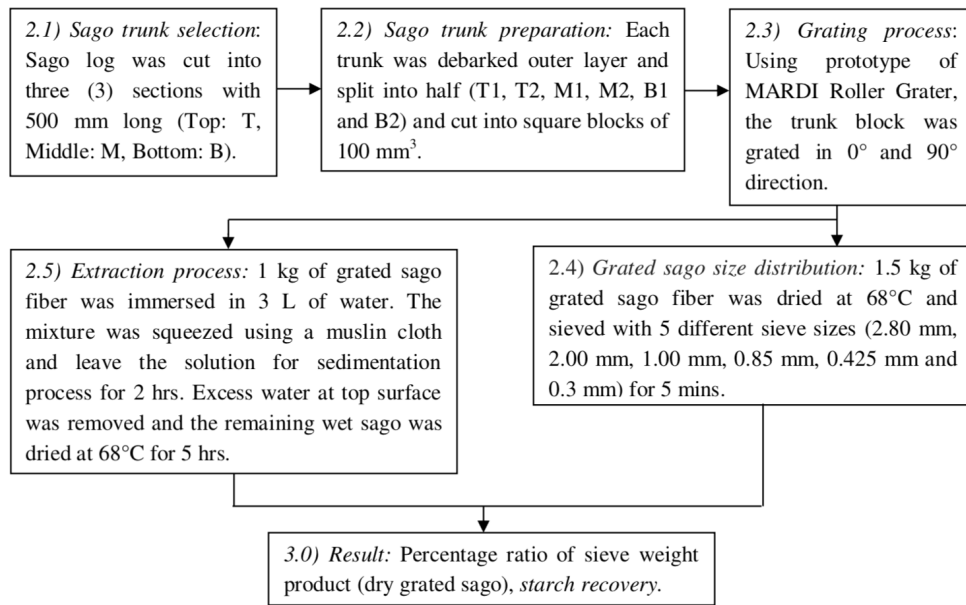 2.1) Sago trunk selection:
Sago log was cut into
three (3) sections with
500 mm long (Top: T,
Middle: M, Bottom: B).
2.2) Sago trunk preparation: Each
trunk was debarked outer layer and
split into half (T1, T2, M1, M2, B1
and B2) and cut into square blocks of
100 mm³.
2.3) Grating process:
Using prototype of
MARDI Roller Grater,
the trunk block was
grated in 0° and 90°
direction.
2.5) Extraction process: 1 kg of grated sago
fiber was immersed in 3 L of water. The
mixture was squeezed using a muslin cloth
and leave the solution for sedimentation
process for 2 hrs. Excess water at top surface
was removed and the remaining wet sago was
dried at 68°C for 5 hrs.
2.4) Grated sago size distribution: 1.5 kg of
grated sago fiber was dried at 68°C and
sieved with 5 different sieve sizes (2.80 mm,
2.00 mm, 1.00 mm, 0.85 mm, 0.425 mm and
0.3 mm) for 5 mins.
3.0) Result: Percentage ratio of sieve weight
product (dry grated sago), starch recovery.